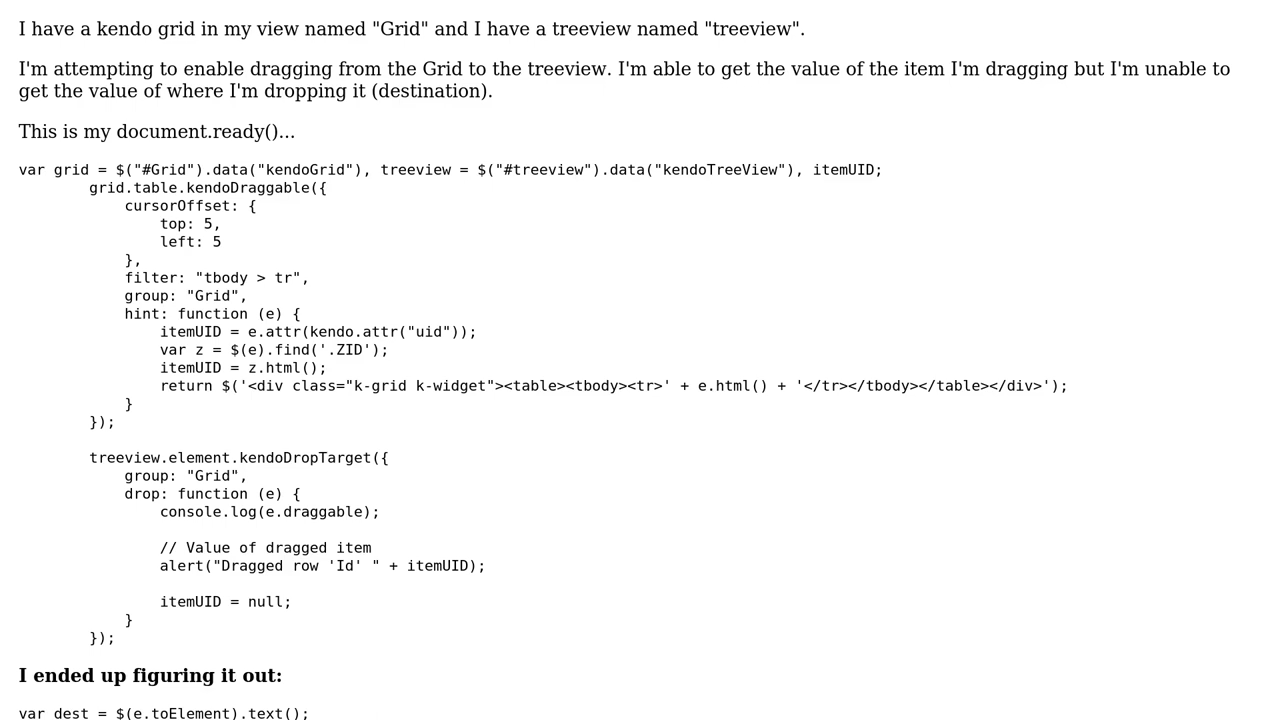 I have a kendo grid in my view named "Grid" and I have a treeview named "treeview".
I'm attempting to enable dragging from the Grid to the treeview. I'm able to get the value of the item I'm dragging but I'm unable to
get the value of where I'm dropping it (destination).
This is my document.ready()...
var grid = $("#Grid").data("kendoGrid"), treeview = $("#treeview").data("kendoTreeView"), itemUID;
        grid.table.kendoDraggable({
            cursorOffset: {
                top: 5,
                left: 5
            },
            filter: "tbody > tr",
            group: "Grid",
            hint: function (e) {
                itemUID = e.attr(kendo.attr("uid"));
                var z = $(e).find('.ZID');
                itemUID = z.html();
                return $('<div class="k-grid k-widget"><table><tbody><tr>' + e.html() + '</tr></tbody></table></div>');
            }
        });

        treeview.element.kendoDropTarget({
            group: "Grid",
            drop: function (e) {
                console.log(e.draggable);

                // Value of dragged item
                alert("Dragged row 'Id' " + itemUID);

                itemUID = null;
            }
        });
I ended up figuring it out:
var dest = $(e.toElement).text();